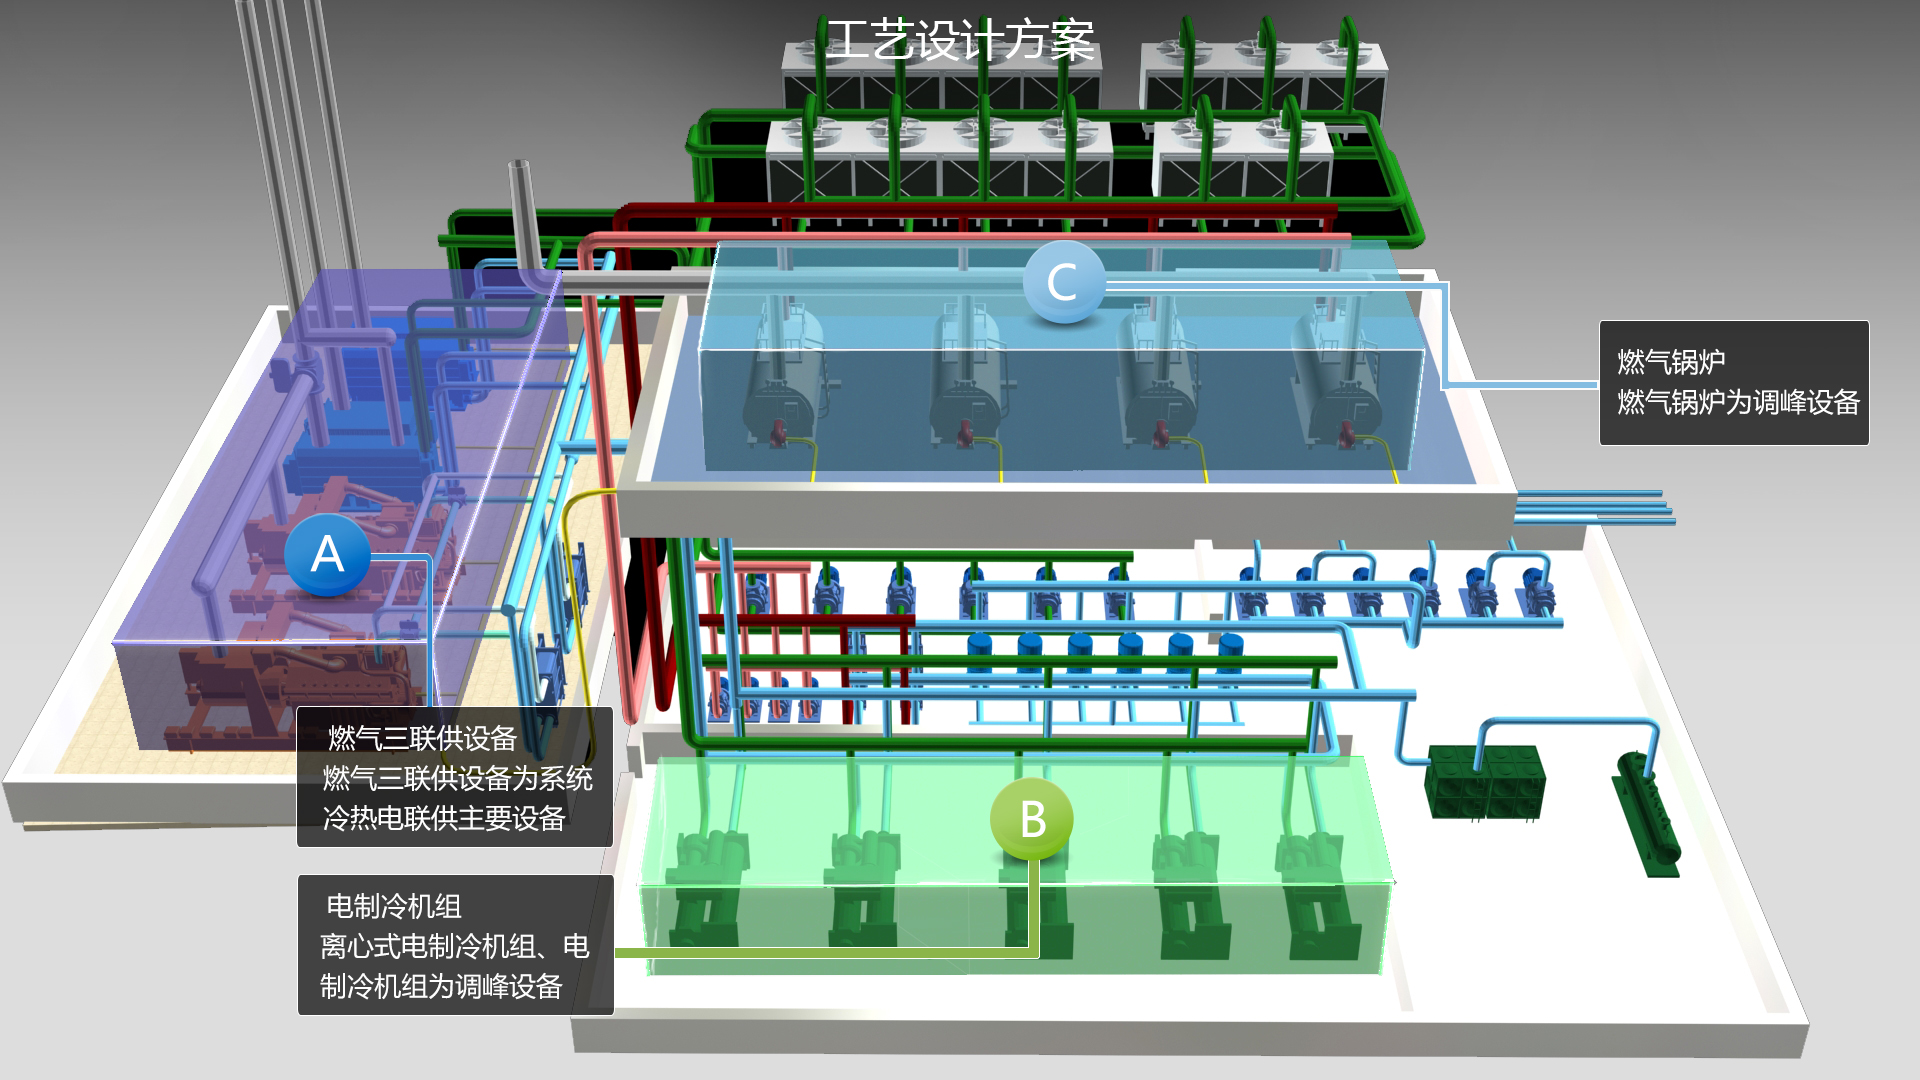 工艺设计方案
C
燃气锅炉
燃气锅炉为调峰设备
A
燃气三联供设备
燃气三联供设备为系统
冷热电联供主要设备
B
电制冷机组
离心式电制冷机组、电
制冷机组为调峰设备